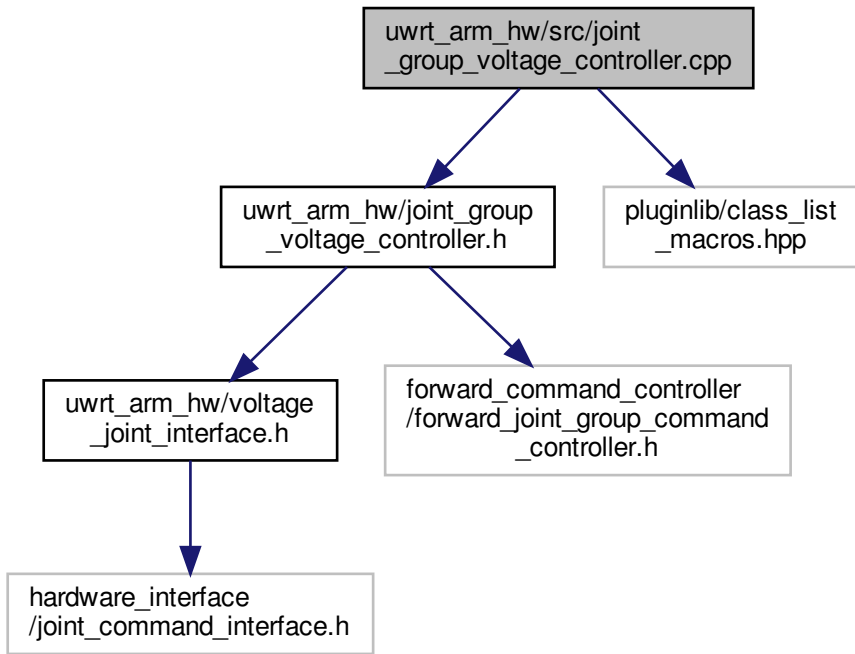 uwrt_arm_hw/src/joint
_group_voltage_controller.cpp
uwrt_arm_hw/joint_group
_voltage_controller.h
pluginlib/class_list
_macros.hpp
uwrt_arm_hw/voltage
_joint_interface.h
forward_command_controller
/forward_joint_group_command
_controller.h
hardware_interface
/joint_command_interface.h